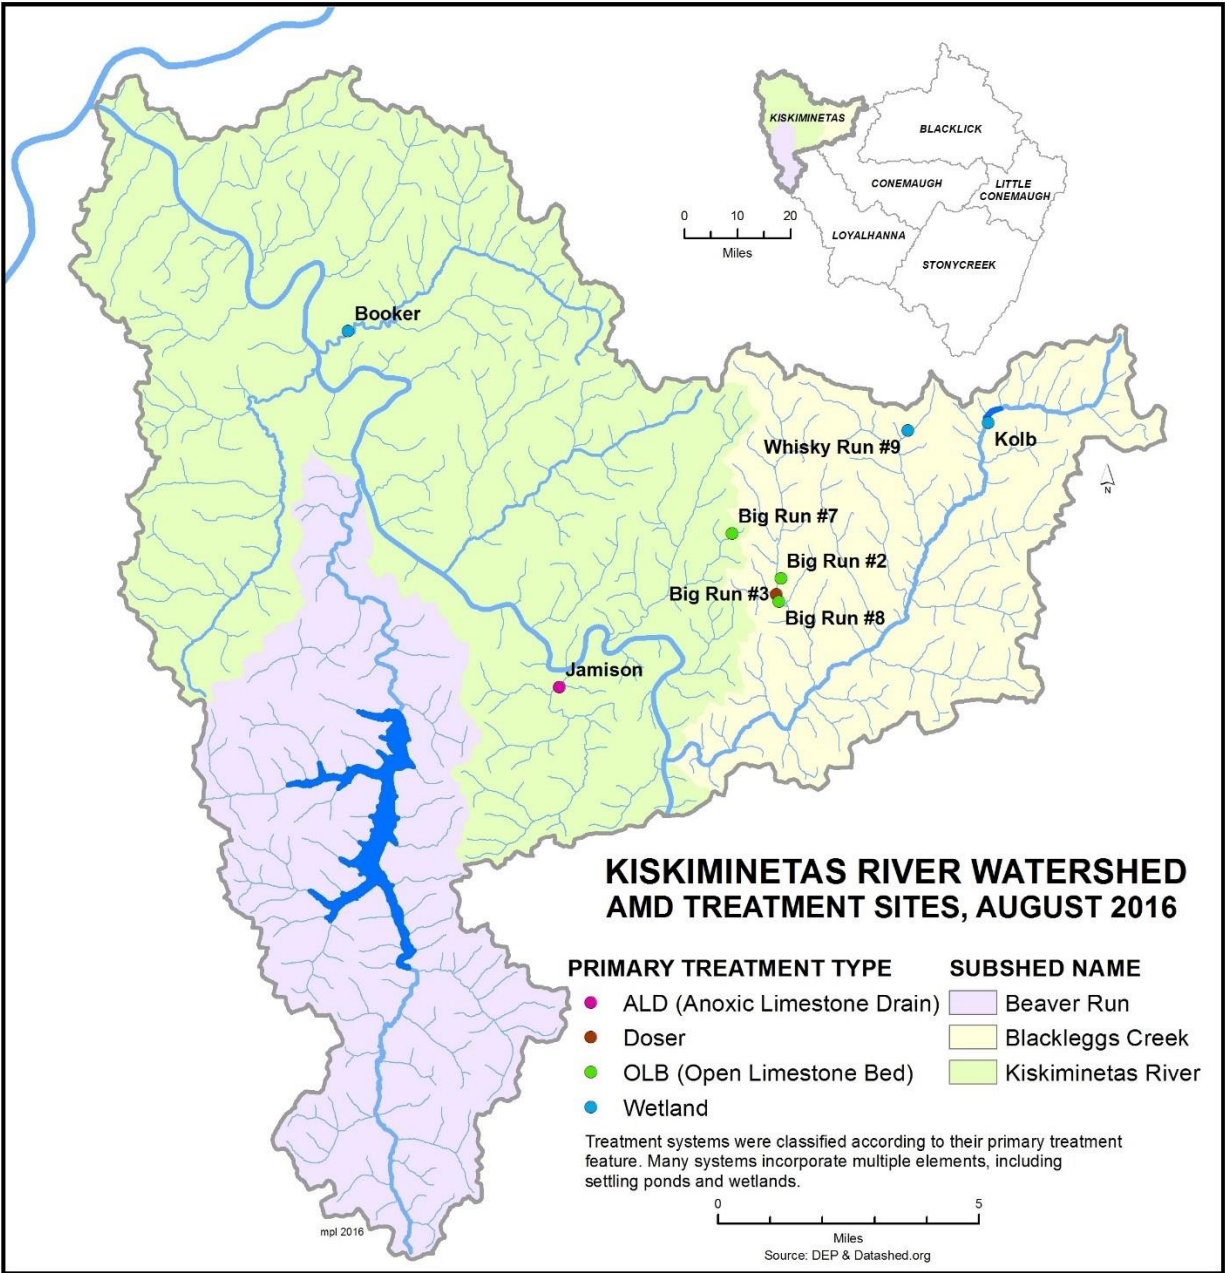 KISKIMINETAS
BLACKLICK
CONEMAUGH
LITTLE
CONEMAUGH
LOYALHANNA
STONYCREEK
0 10 20
Miles
Booker
Whisky Run #9
Kolb
N
Big Run #7
Big Run #2
Big Run #3
Big Run #8
Jamison
KISKIMINETAS RIVER WATERSHED
AMD TREATMENT SITES, AUGUST 2016
PRIMARY TREATMENT TYPE
ALD (Anoxic Limestone Drain)
Doser
OLB (Open Limestone Bed)
Wetland
SUBSHED NAME
Beaver Run
Blackleggs Creek
Kiskiminetas River
Treatment systems were classified according to their primary treatment
feature. Many systems incorporate multiple elements, including
settling ponds and wetlands.
0 5
Miles
Source: DEP & Datashed.org
mpl 2016